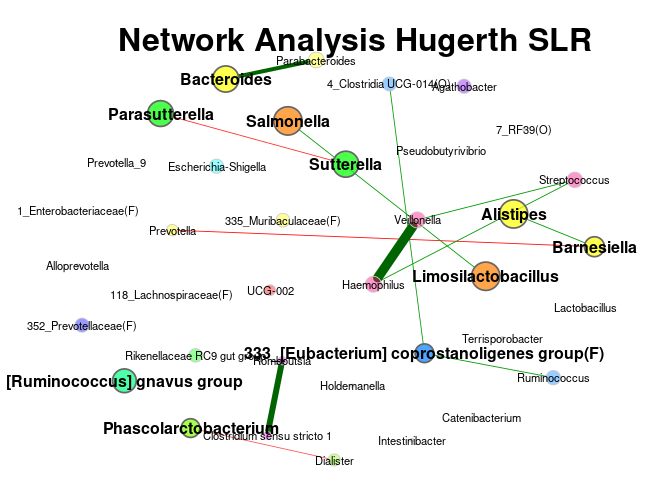 Network Analysis Hugerth SLR
Parabacteroides
Bacteroides
4_Clostridia UCG-014(O)
Agathobacter
Parasutterella
Salmonella
7_RF39(O)
Pseudobutyrivibrio
Prevotella_9
Escherichia-Shigella
Sutterella
Streptococcus
1_Enterobacteriaceae(F)
Prevotella
335_Muribaculaceae(F)
Veillonella
Alistipes
Barnesiella
Alloprevotella
118_Lachnospiraceae(F)
UCG-002
Haemophilus
Limosilactobacillus
Lactobacillus
352_Prevotellaceae(F)
Terrisporobacter
Rikenellaceae RC9 gut group
Romboutsia
333_[Eubacterium] coprostanoligenes group(F)
[Ruminococcus] gnavus group
Holdemanella
Ruminococcus
Catenibacterium
Phascolarctobacterium
Clostridium sensu stricto 1
Intestinibacter
Dialister